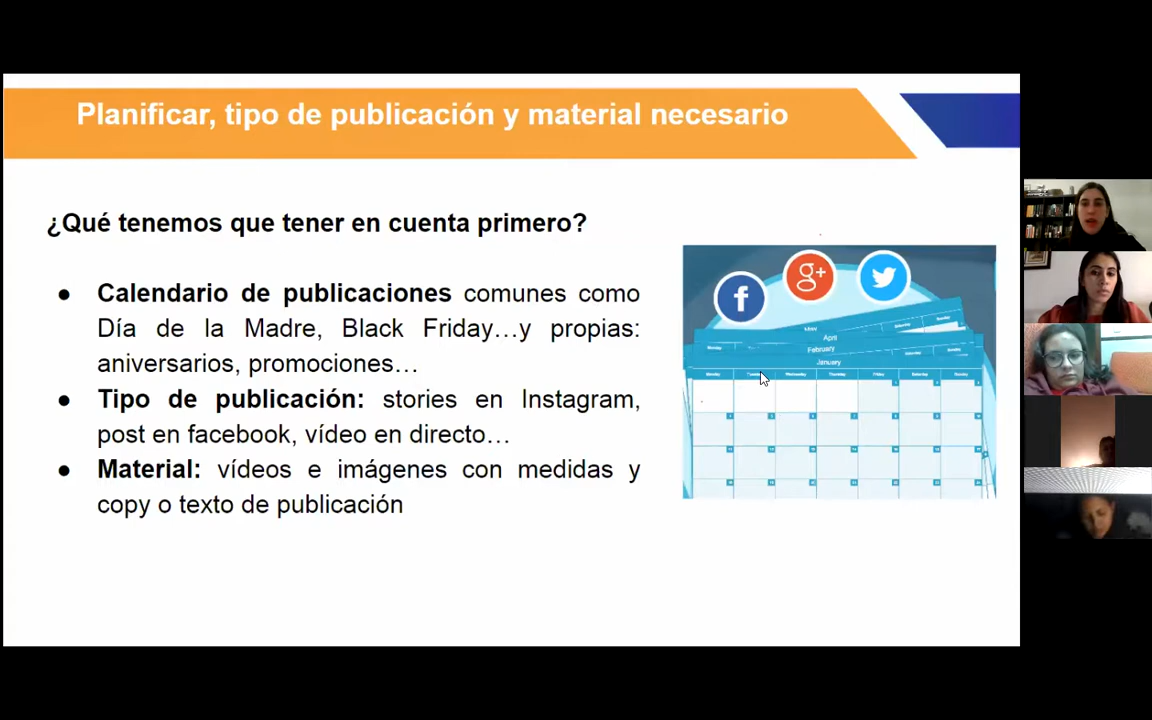 Planificar, tipo de publicación y material necesario
¿Qué tenemos que tener en cuenta primero?
● Calendario de publicaciones comunes como
Día de la Madre, Black Friday…y propias:
aniversarios, promociones…
● Tipo de publicación: stories en Instagram,
post en facebook, vídeo en directo…
● Material: vídeos e imágenes con medidas y
copy o texto de publicación
f
g+
April
February
January